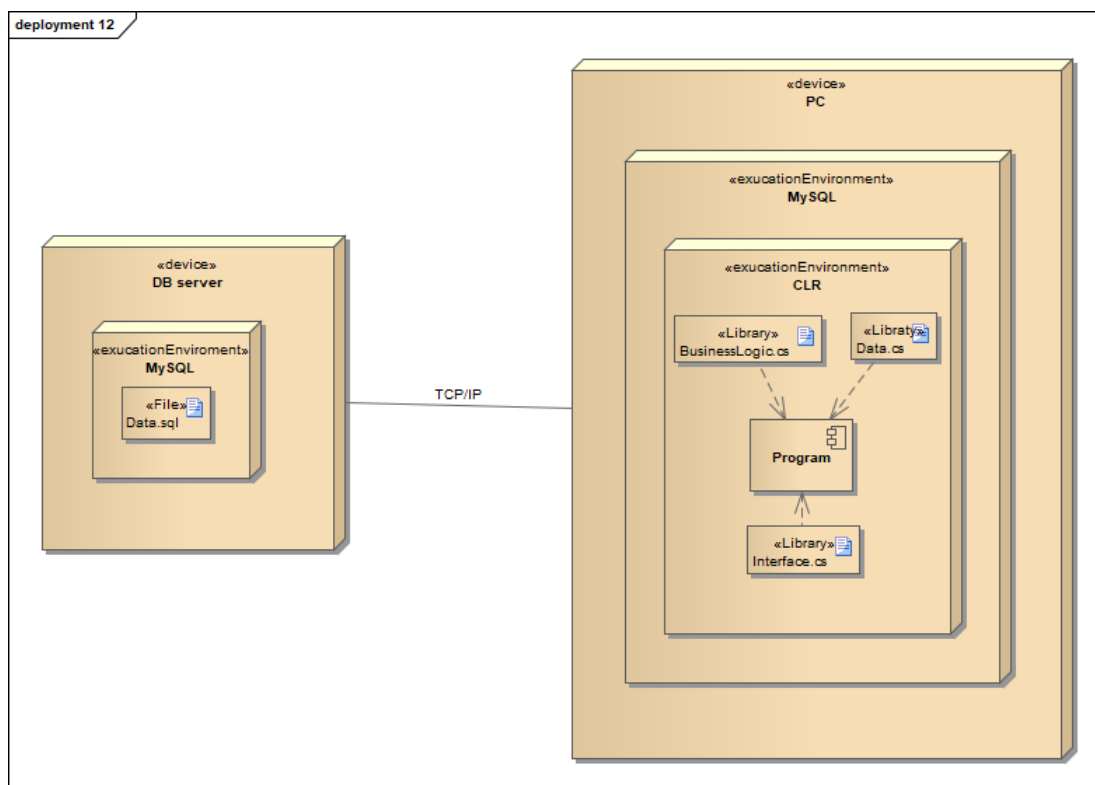 deployment 12
«device»
DB server
«exucationEnviroment»
MySQL
«File»
Data.sql
TCP/IP
«device»
PC
«exucationEnvironment»
MySQL
«exucationEnvironment»
CLR
«Library»
BusinessLogic.cs
«Libraty»
Data.cs
Program
«Library»
Interface.cs